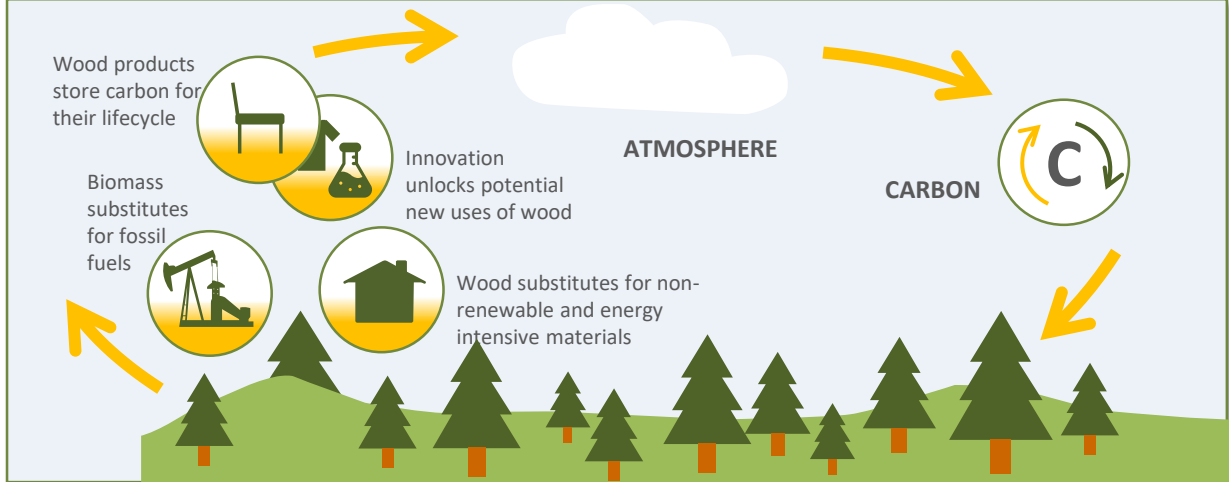 Wood products
store carbon for
their lifecycle
Innovation
unlocks potential
new uses of wood
Biomass
substitutes
for fossil
fuels
Wood substitutes for non-
renewable and energy
intensive materials
ATMOSPHERE
CARBON
C